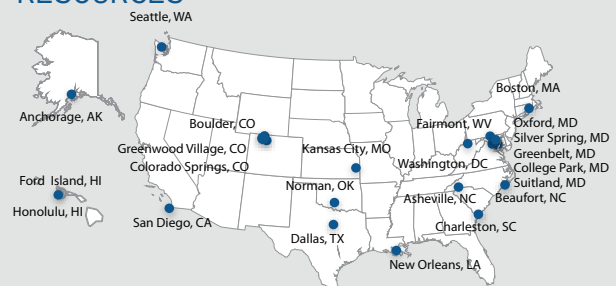 RESOURCES
Seattle, WA
Anchorage, AK
Boulder, CO
Greenwood Village, CO
Colorado Springs, CO
Kansas City, MO
Norman, OK
Dallas, TX
San Diego, CA
Ford Island, HI
Honolulu, HI
Boston, MA
Fairmont, WV
Washington, DC
Oxford, MD
Silver Spring, MD
Greenbelt, MD
College Park, MD
Suitland, MD
Beaufort, NC
Asheville, NC
Charleston, SC
New Orleans, LA